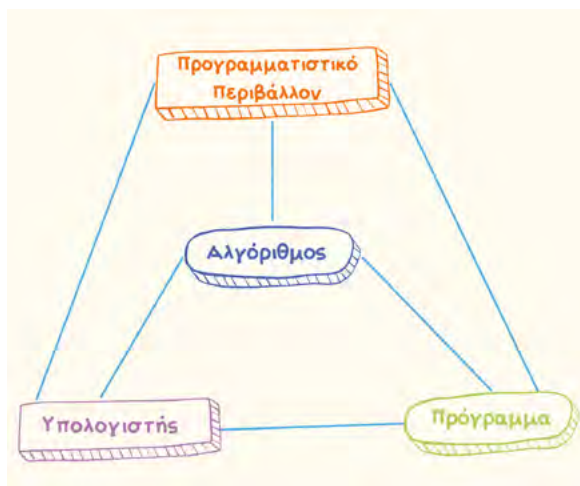 Προγραμματιστικό
Περιβάλλον
Αλγόριθμος
Υπολογιστής
Πρόγραμμα